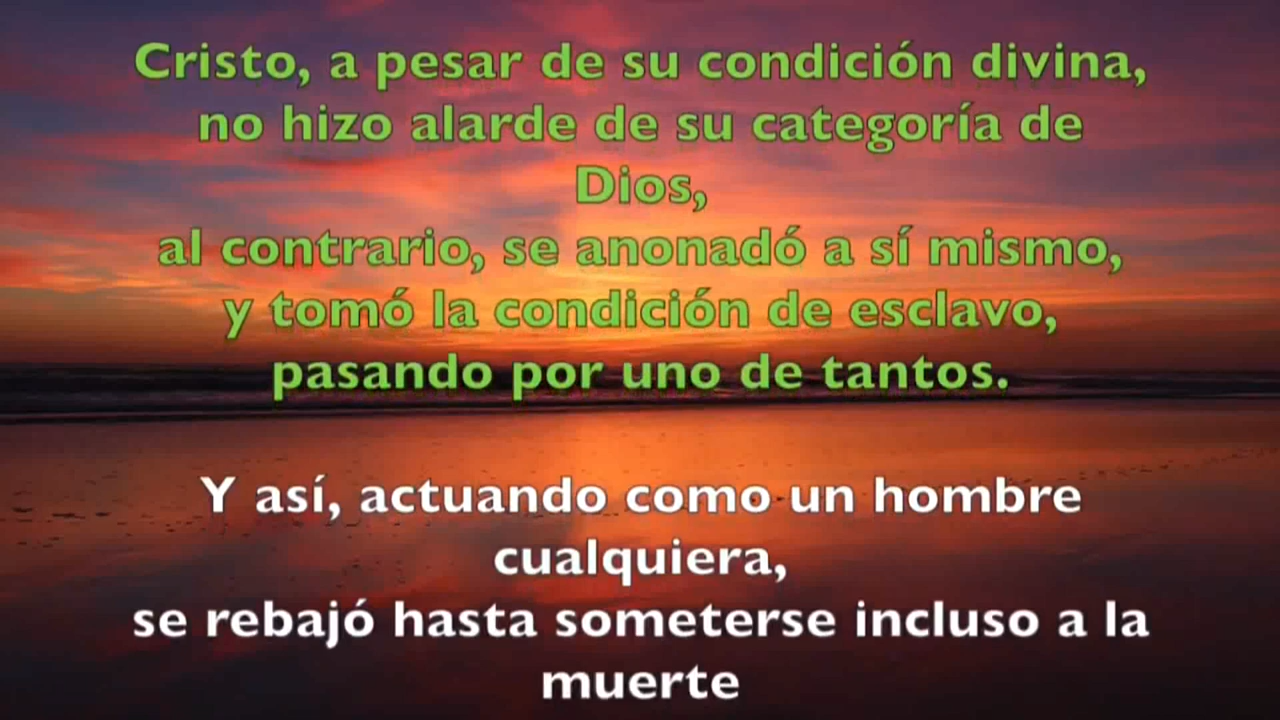 Cristo, a pesar de su condición divina,
no hizo alarde de su categoría de
Dios,
al contrario, se anonadó a sí mismo,
y tomó la condición de esclavo,
pasando por uno de tantos.
Y así, actuando como un hombre
cualquiera,
se rebajó hasta someterse incluso a la
muerte